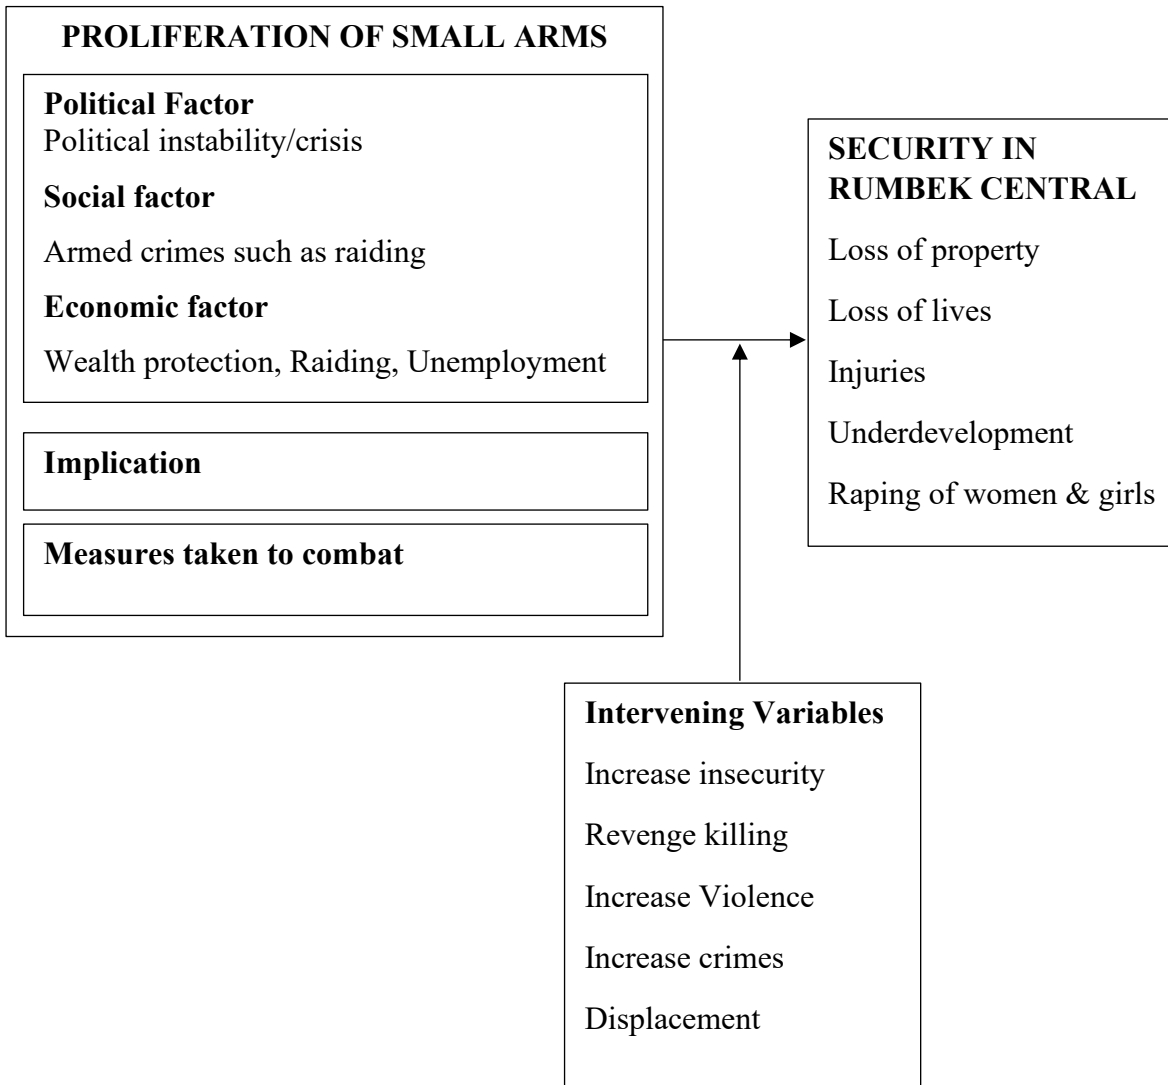 PROLIFERATION OF SMALL ARMS
Political Factor
Political instability/crisis
Social factor
Armed crimes such as raiding
Economic factor
Wealth protection, Raiding, Unemployment
Implication
Measures taken to combat
SECURITY IN
RUMBEK CENTRAL
Loss of property
Loss of lives
Injuries
Underdevelopment
Raping of women & girls
Intervening Variables
Increase insecurity
Revenge killing
Increase Violence
Increase crimes
Displacement